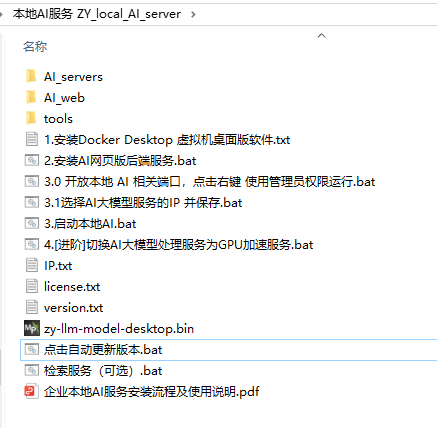 本地AI服务 ZY_local_AI_server
名称
AI_servers
AI_web
tools
1.安装Docker Desktop 虚拟机桌面版软件.txt
2.安装AI网页版后端服务.bat
3.0 开放本地 AI 相关端口，点击右键 使用管理员权限运行.bat
3.1选择AI大模型服务的IP 并保存.bat
3.启动本地AI.bat
4.[进阶]切换AI大模型处理服务为GPU加速服务.bat
IP.txt
license.txt
version.txt
zy-llm-model-desktop.bin
点击自动更新版本.bat
检索服务（可选）.bat
企业本地AI服务安装流程及使用说明.pdf